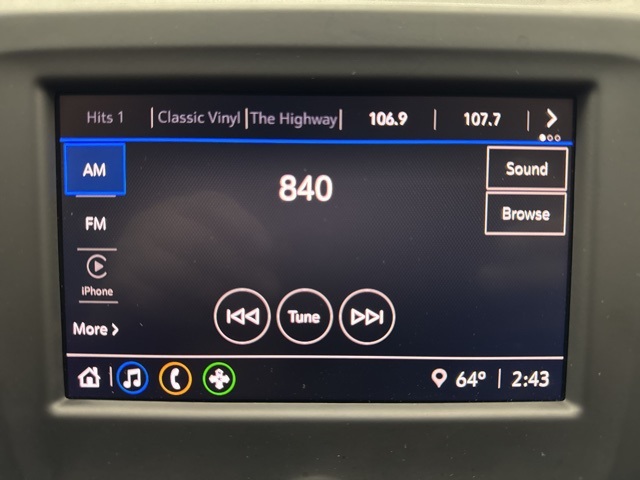 Hits 1 | Classic Vinyl | The Highway | 106.9 | 107.7 |
AM
840
Sound
FM
Browse
iPhone
More
Tune
64° | 2:43